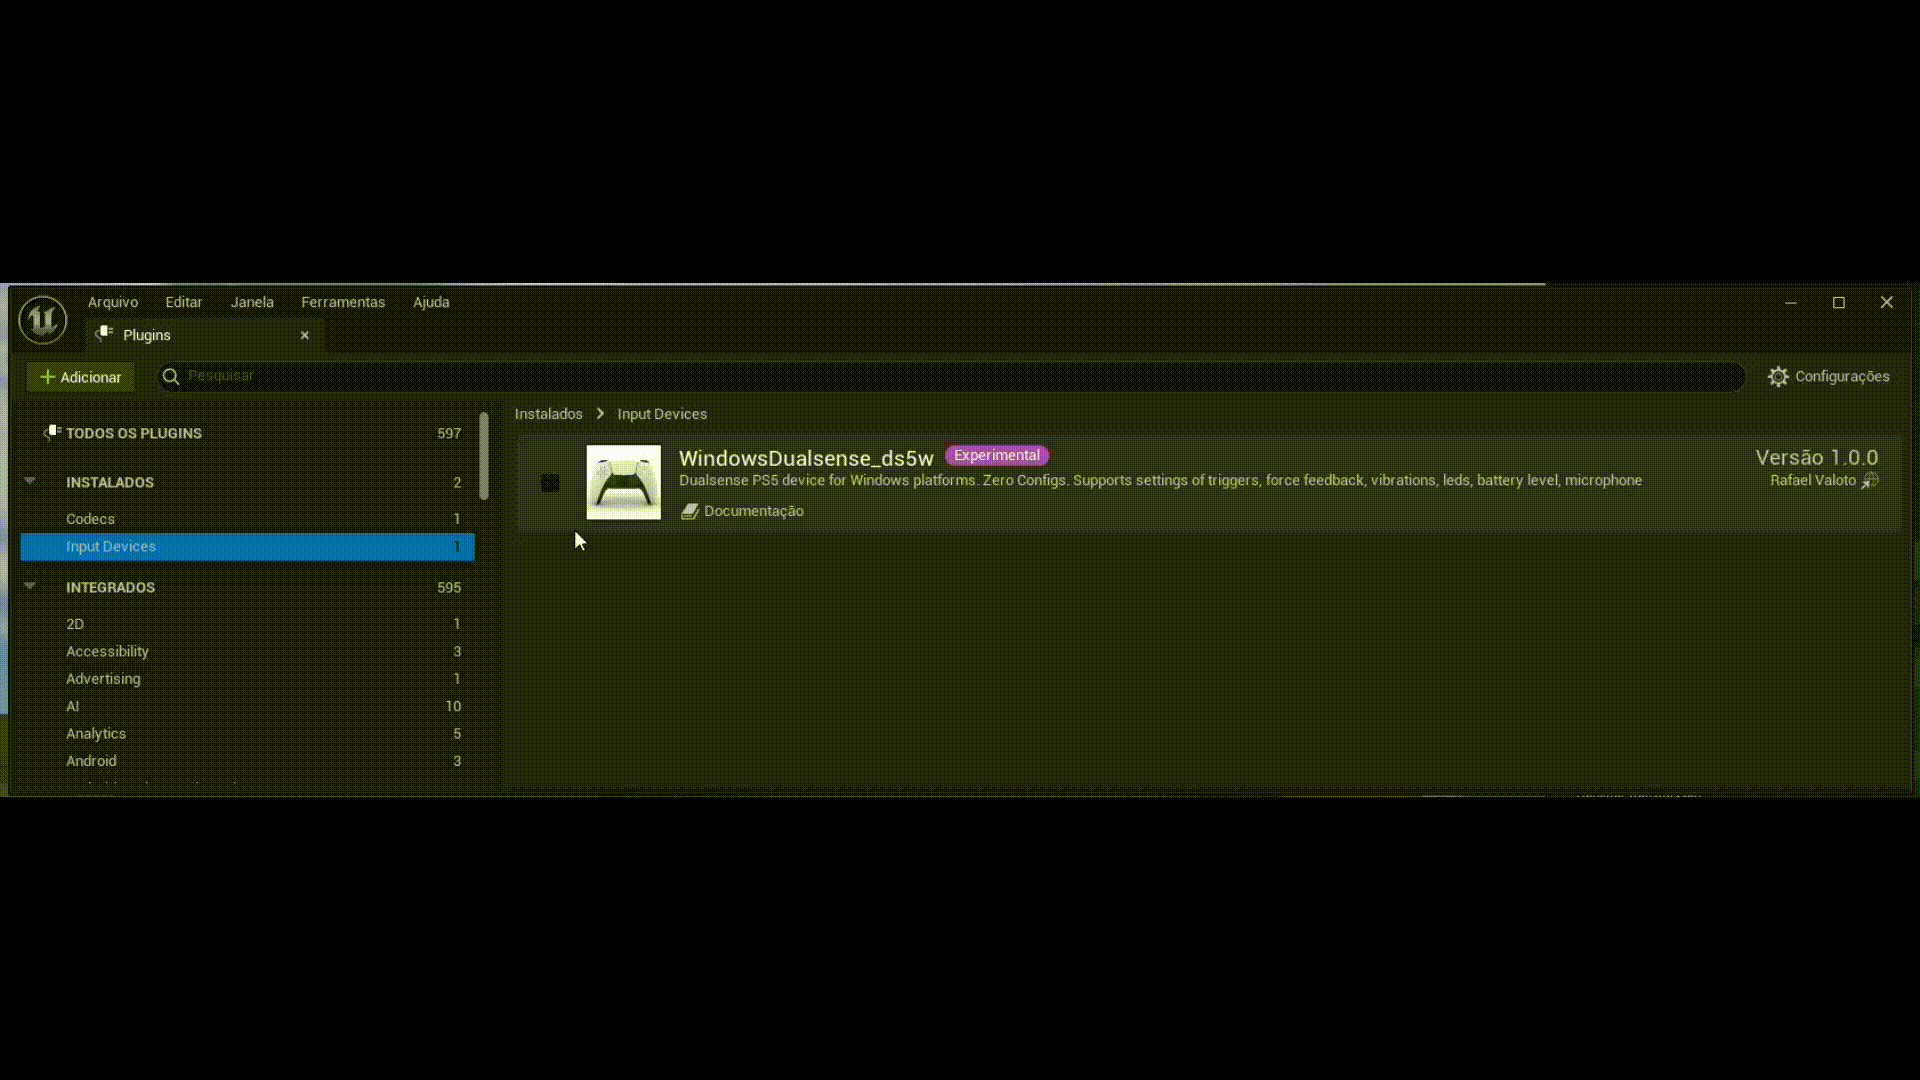 Arquivo Editar Janela Ferramentas Ajuda
Plugins
Adicionar
Pesquisar
Configurações
TODOS OS PLUGINS 597
INSTALADOS 2
Codecs 1
Input Devices 1
INTEGRADOS 595
2D 1
Accessibility 3
Advertising 1
AI 10
Analytics 5
Android 3
Instalados > Input Devices
WindowsDualsense_ds5w Experimental
Dualsense PS5 device for Windows platforms. Zero Configs. Supports settings of triggers, force feedback, vibrations, leds, battery level, microphone
Documentação
Versão 1.0.0
Rafael Valoto